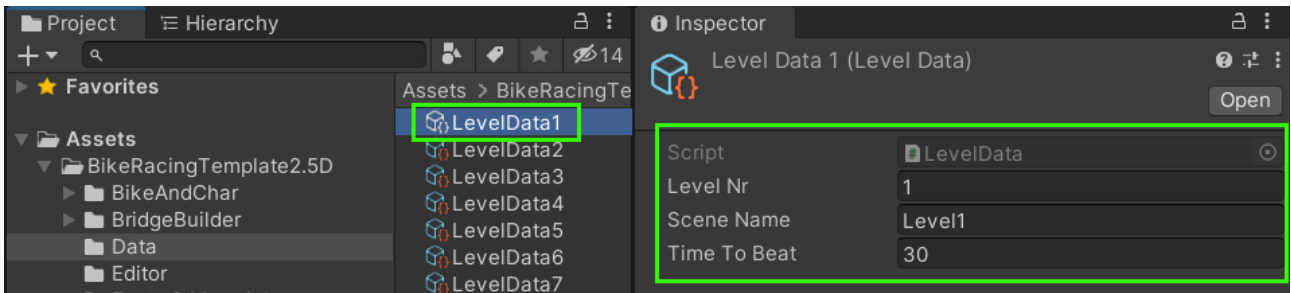 Project
Hierarchy
14
Favorites
Assets
BikeRacingTemplate2.5D
BikeAndChar
BridgeBuilder
Data
Editor
Assets > BikeRacingTe
LevelData1
LevelData2
LevelData3
LevelData4
LevelData5
LevelData6
LevelData7
Inspector
Level Data 1 (Level Data)
Open
Script LevelData
Level Nr 1
Scene Name Level1
Time To Beat 30